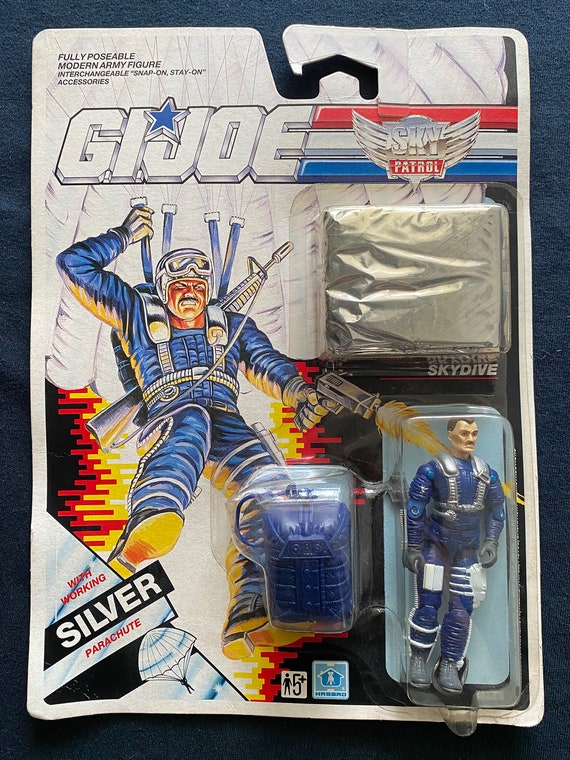 FULLY POSEABLE
MODERN ARMY FIGURE
INTERCHANGEABLE "SNAP-ON, STAY-ON"
ACCESSORIES
G.I.JOE
SKY
PATROL
SKYDIVE
WITH
WORKING
SILVER
PARACHUTE
5+
HASBRO